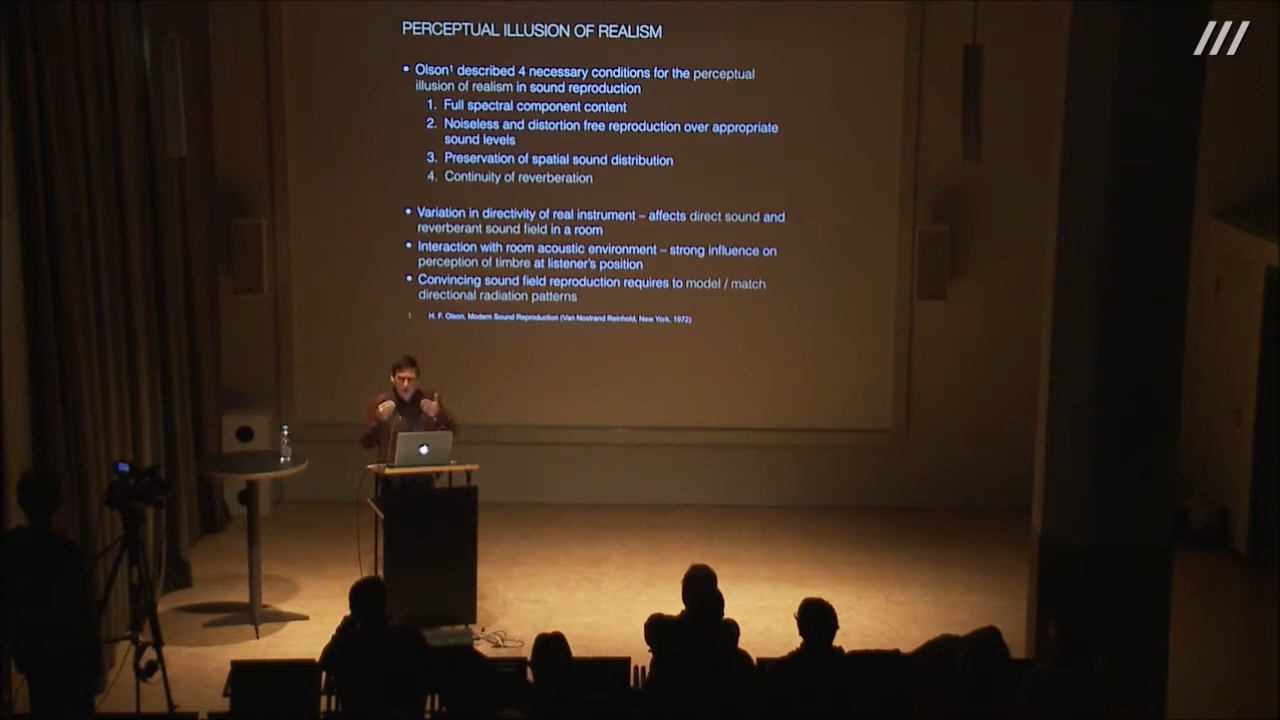 PERCEPTUAL ILLUSION OF REALISM
• Olson¹ described 4 necessary conditions for the perceptual
illusion of realism in sound reproduction
1. Full spectral component content
2. Noiseless and distortion free reproduction over appropriate
sound levels
3. Preservation of spatial sound distribution
4. Continuity of reverberation
• Variation in directivity of real instrument – affects direct sound and
reverberant sound field in a room
• Interaction with room acoustic environment – strong influence on
perception of timbre at listener's position
• Convincing sound field reproduction requires to model / match
directional radiation patterns
1. H. F. Olson, Modern Sound Reproduction (Van Nostrand Reinhold, New York, 1972)